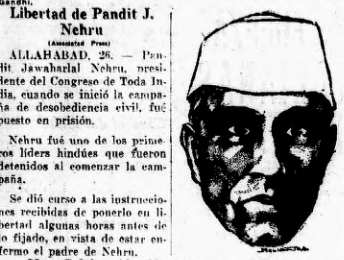 Gandhi.
Libertad de Pandit J.
Nehru
(Associated Press)
ALLAHABAD, 26. — Pan-
dit Jawaharlal Nehru, presi-
dente del Congreso de Toda In-
dia, cuando se inició la campa-
ña de desobediencia civil, fué
puesto en prisión.
Nehru fué uno de los prime-
ros líders hindúes que fueron
detenidos al comenzar la cam-
paña.
Se dió curso a las instruccio-
nes recibidas de ponerlo en li-
bertad algunas horas antes de
lo fijado, en vista de estar en-
fermo el padre de Nehru.